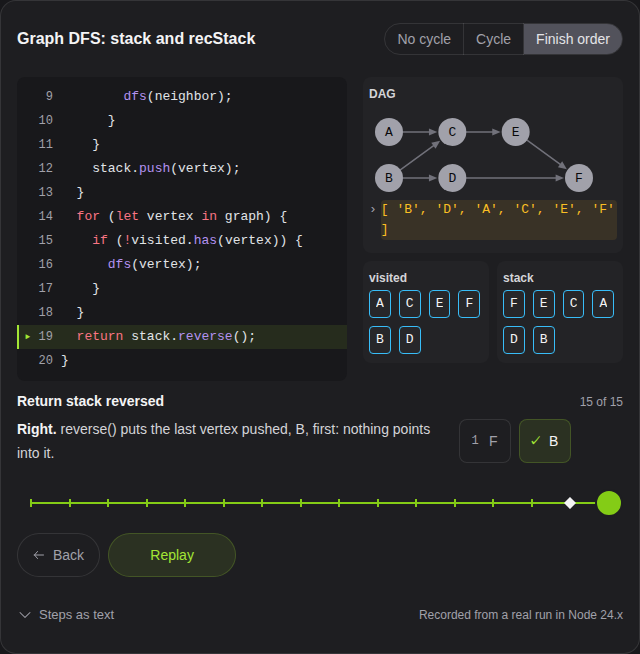 Graph DFS: stack and recStack
No cycle
Cycle
Finish order
9 dfs(neighbor);
10 }
11 }
12 stack.push(vertex);
13 }
14 for (let vertex in graph) {
15 if (!visited.has(vertex)) {
16 dfs(vertex);
17 }
18 }
▸ 19 return stack.reverse();
20 }
DAG
A C E
B D F
› [ 'B', 'D', 'A', 'C', 'E', 'F'
]
visited
A C E F
B D
stack
F E C A
D B
Return stack reversed
15 of 15
Right. reverse() puts the last vertex pushed, B, first: nothing points
into it.
1 F
✓ B
← Back
Replay
Steps as text
Recorded from a real run in Node 24.x